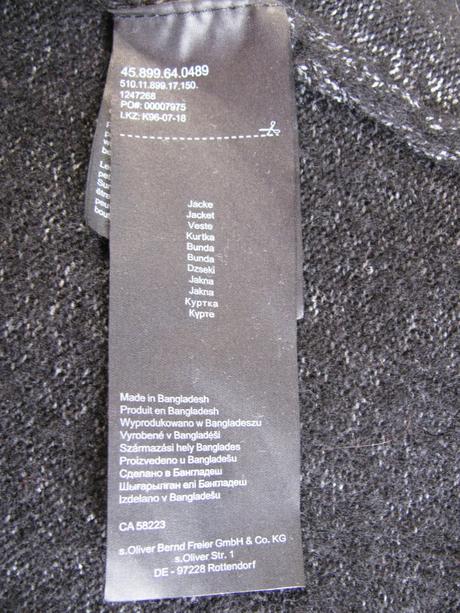 45.899.64.0489
510.11.899.17.150.
1247268
PO#: 00007975
LKZ: K96-07-18
Jacke
Jacket
Veste
Kurtka
Bunda
Bunda
Dzseki
Jakna
Jakna
Куртка
Күрте
Made in Bangladesh
Produit en Bangladesh
Wyprodukowano w Bangladeszu
Vyrobené v Bangladéši
Származási hely Banglades
Proizvedeno u Bangladešu
Сделано в Бангладеш
Шығарылған елі Бангладеш
Izdelano v Bangladešu
CA 58223
s.Oliver Bernd Freier GmbH & Co. KG
s.Oliver Str. 1
DE - 97228 Rottendorf